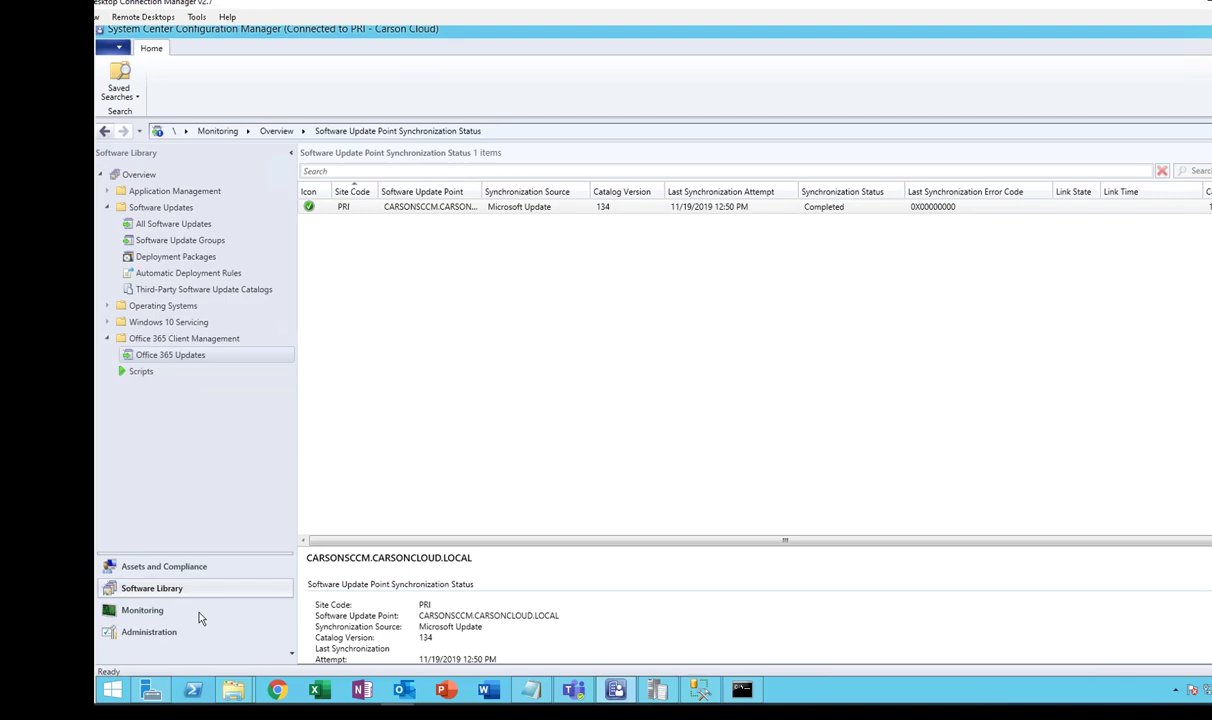 esktop Connection Manager v2.7
w Remote Desktops Tools Help
System Center Configuration Manager (Connected to PRI - Carson Cloud)
Home
Saved
Searches
Search
\ Monitoring Overview Software Update Point Synchronization Status
Software Library
Software Update Point Synchronization Status 1 items
Overview
Search
Searc
Application Management
Icon Site Code Software Update Point Synchronization Source Catalog Version Last Synchronization Attempt Synchronization Status Last Synchronization Error Code Link State Link Time C
Software Updates
PRI CARSONSCCM.CARSON... Microsoft Update 134 11/19/2019 12:50 PM Completed 0X00000000 1
All Software Updates
Software Update Groups
Deployment Packages
Automatic Deployment Rules
Third-Party Software Update Catalogs
Operating Systems
Windows 10 Servicing
Office 365 Client Management
Office 365 Updates
Scripts
CARSONSCCM.CARSONCLOUD.LOCAL
Assets and Compliance
Software Update Point Synchronization Status
Software Library
Site Code: PRI
Monitoring
Software Update Point: CARSONSCCM.CARSONCLOUD.LOCAL
Synchronization Source: Microsoft Update
Administration
Catalog Version: 134
Last Synchronization
Attempt: 11/19/2019 12:50 PM
Ready